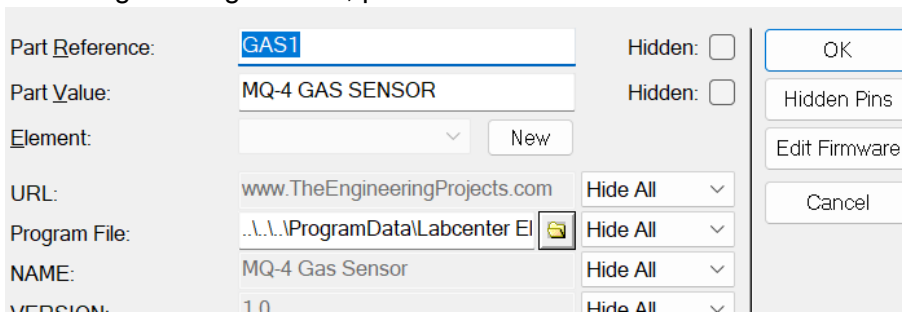 Part Reference: GAS1 Hidden: OK
Part Value: MQ-4 GAS SENSOR Hidden: Hidden Pins
Element: New Edit Firmware
URL: www.TheEngineeringProjects.com Hide All Cancel
Program File: ..\..\..\ProgramData\Labcenter El Hide All
NAME: MQ-4 Gas Sensor Hide All
VERSION: 1.0 Hide All